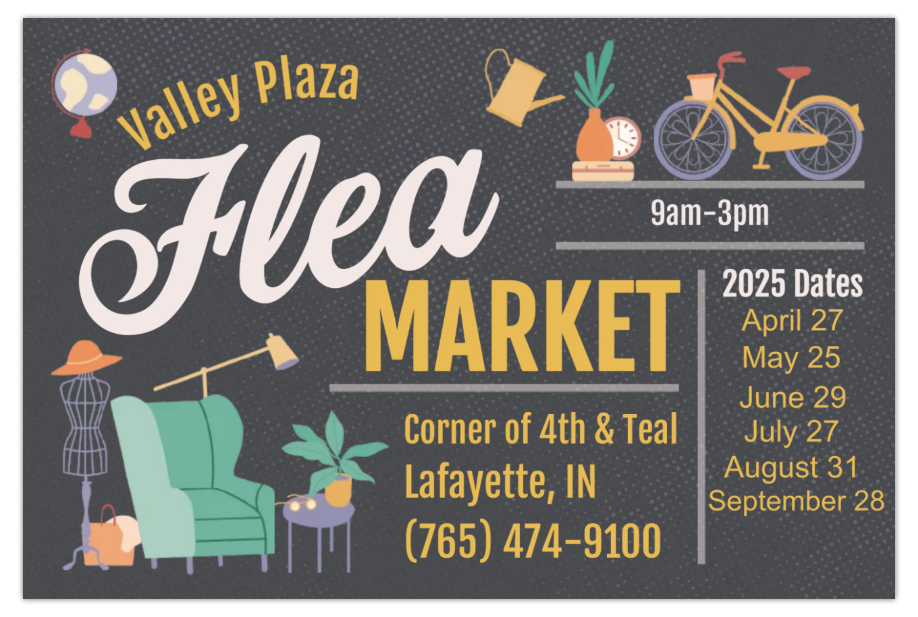 Valley Plaza
Flea
MARKET
Corner of 4th & Teal
Lafayette, IN
(765) 474-9100
9am-3pm
2025 Dates
April 27
May 25
June 29
July 27
August 31
September 28